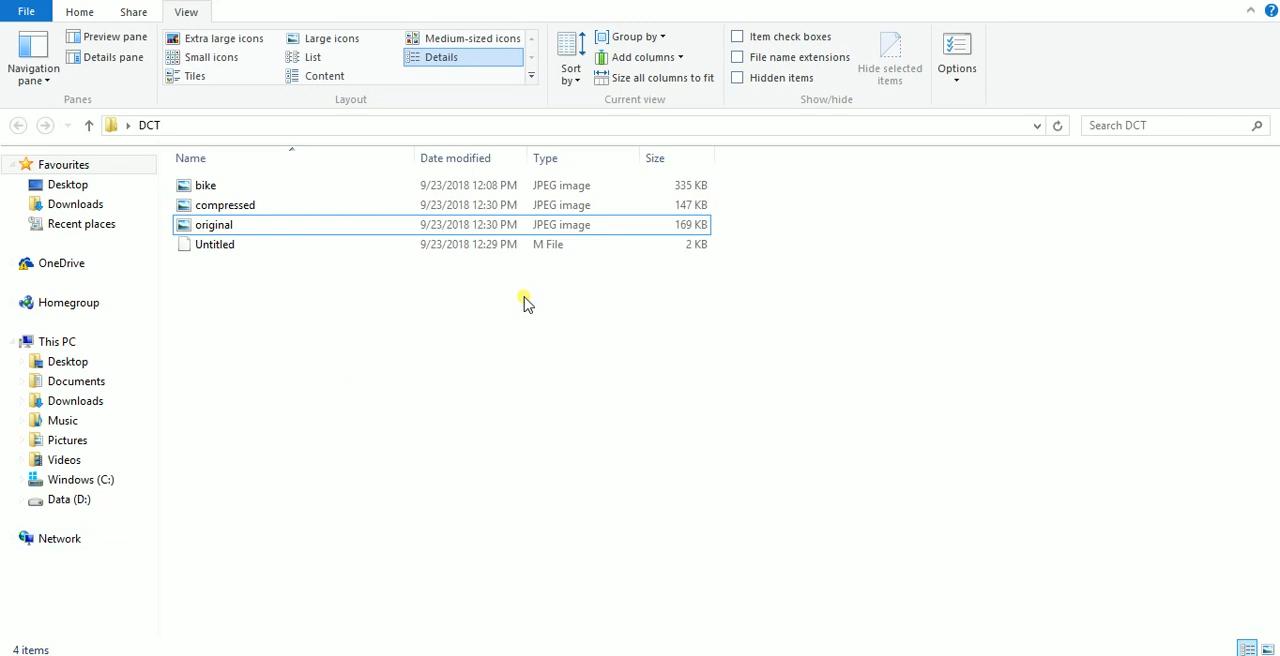 File Home Share View
Preview pane Extra large icons Large icons Medium-sized icons Group by Item check boxes
Details pane Small icons List Details Add columns File name extensions
Navigation pane Tiles Content Sort by Size all columns to fit Hidden items Hide selected items Options
Panes Layout Current view Show/hide
DCT Search DCT
Name Date modified Type Size
bike 9/23/2018 12:08 PM JPEG image 335 KB
compressed 9/23/2018 12:30 PM JPEG image 147 KB
original 9/23/2018 12:30 PM JPEG image 169 KB
Untitled 9/23/2018 12:29 PM M File 2 KB
Favourites
Desktop
Downloads
Recent places
OneDrive
Homegroup
This PC
Desktop
Documents
Downloads
Music
Pictures
Videos
Windows (C:)
Data (D:)
Network
4 items